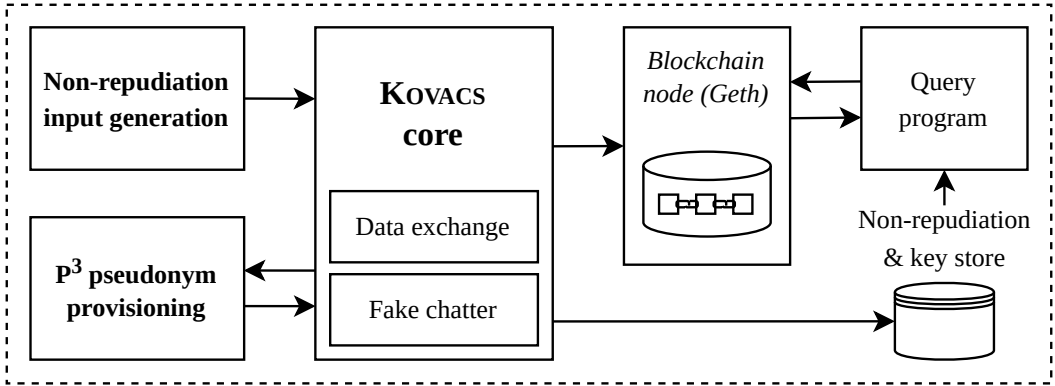 Non-repudiation
input generation
P³ pseudonym
provisioning
KOVACS
core
Data exchange
Fake chatter
Blockchain
node (Geth)
Query
program
Non-repudiation
& key store